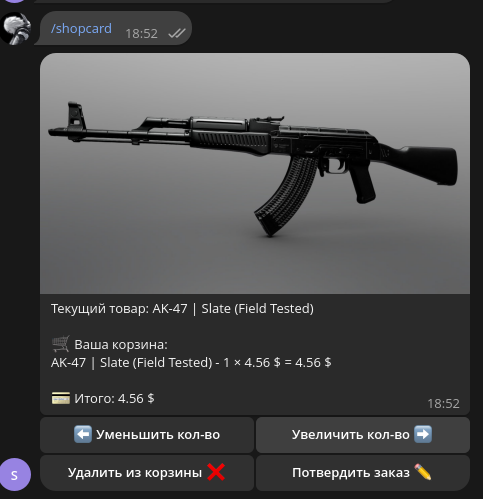 /shopcard 18:52
Текущий товар: AK-47 | Slate (Field Tested)
🛒 Ваша корзина:
AK-47 | Slate (Field Tested) - 1 × 4.56 $ = 4.56 $
💳 Итого: 4.56 $
18:52
⬅️ Уменьшить кол-во
Увеличить кол-во ➡️
S
Удалить из корзины ❌
Потвердить заказ ✏️